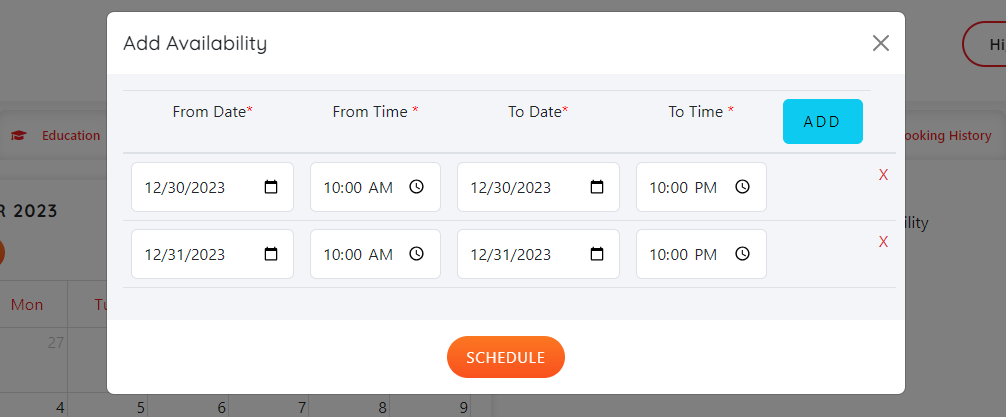 Add Availability
Hi
From Date* From Time * To Date* To Time * ADD
Education
ooking History
12/30/2023 10:00 AM 12/30/2023 10:00 PM X
R 2023
ility
12/31/2023 10:00 AM 12/31/2023 10:00 PM X
Mon Tu
27
SCHEDULE
4 5 6 7 8 9